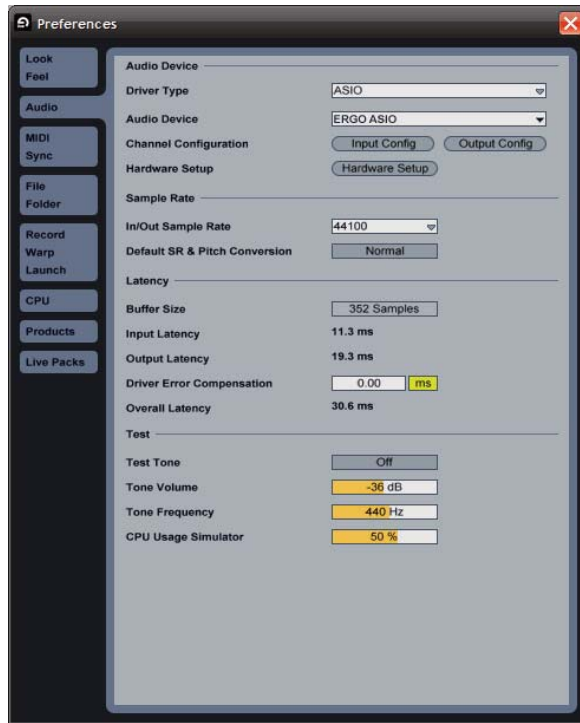 Preferences
Look
Feel
Audio
MIDI
Sync
File
Folder
Record
Warp
Launch
CPU
Products
Live Packs
Audio Device
Driver Type ASIO
Audio Device ERGO ASIO
Channel Configuration Input Config Output Config
Hardware Setup Hardware Setup
Sample Rate
In/Out Sample Rate 44100
Default SR & Pitch Conversion Normal
Latency
Buffer Size 352 Samples
Input Latency 11.3 ms
Output Latency 19.3 ms
Driver Error Compensation 0.00 ms
Overall Latency 30.6 ms
Test
Test Tone Off
Tone Volume -36 dB
Tone Frequency 440 Hz
CPU Usage Simulator 50 %